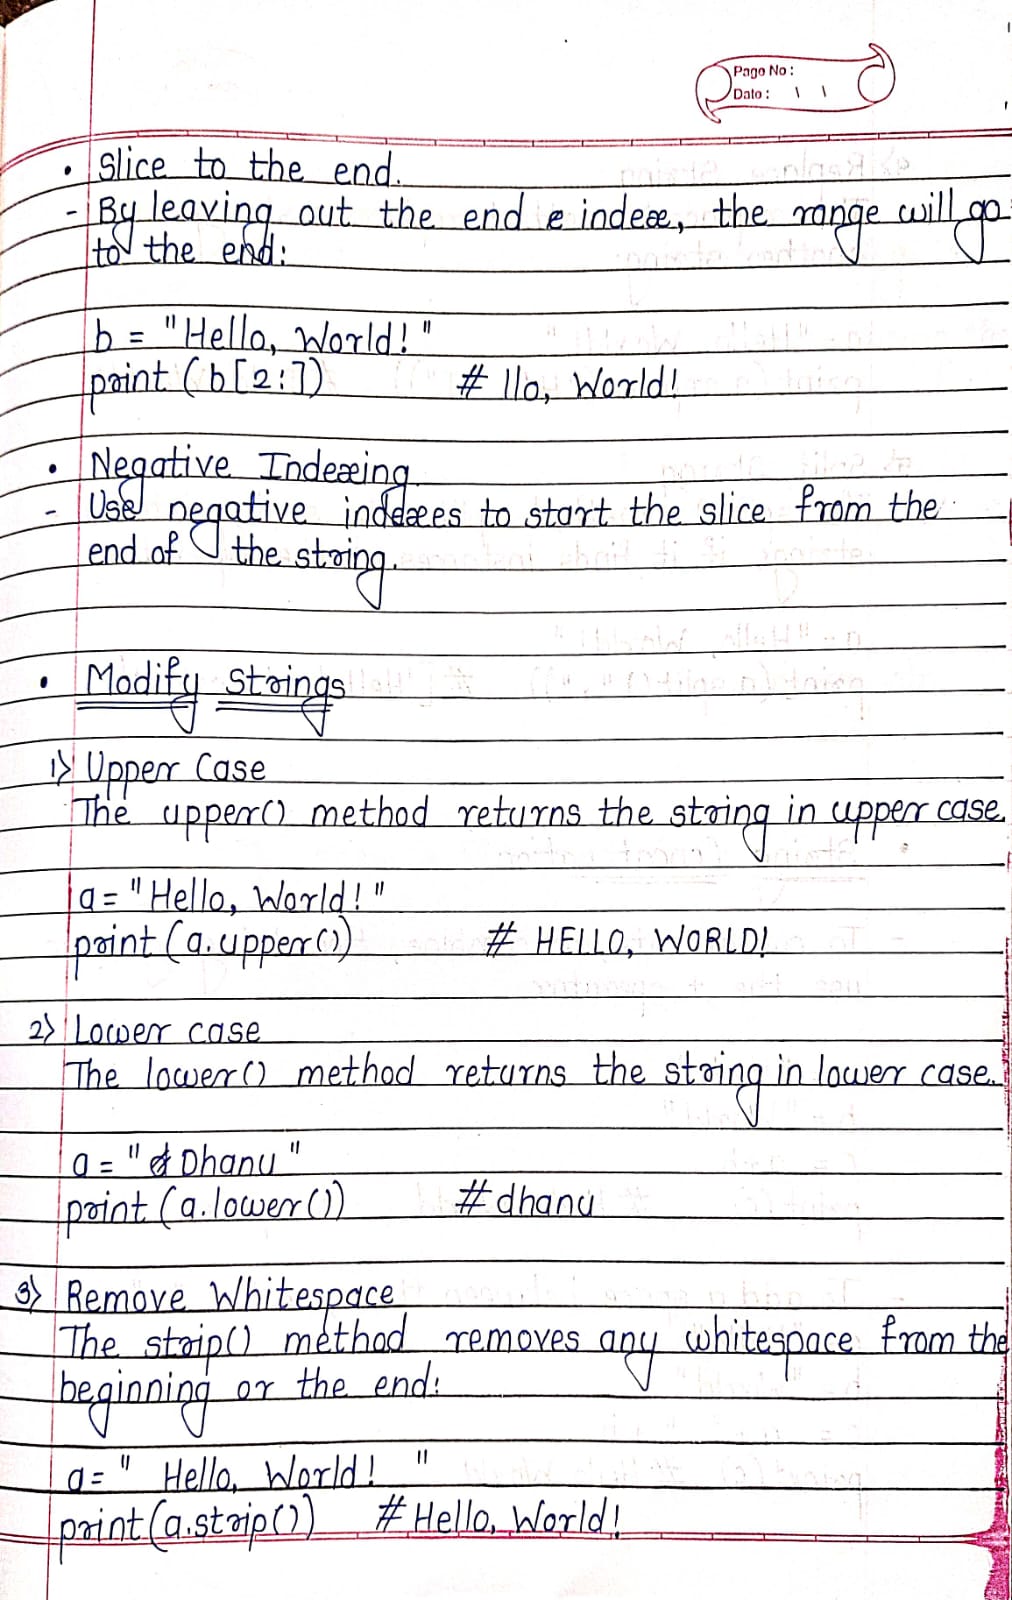 Page No:
Date: \ \
• Slice to the end.
- By leaving out the end e index, the range will go
to the end:
b = "Hello, World!"
print (b[2:])    # llo, World!
• Negative Indexing
- Use negative indexes to start the slice from the
end of the string.
• Modify Strings
1) Upper Case
The upper() method returns the string in upper case.
a = "Hello, World!"
print (a.upper())    # HELLO, WORLD!
2) Lower case
The lower() method returns the string in lower case.
a = "Dhanu"
print (a.lower())    # dhanu
3) Remove Whitespace
The strip() method removes any whitespace from the
beginning or the end:
a = " Hello, World!  "
print(a.strip())    # Hello, World!